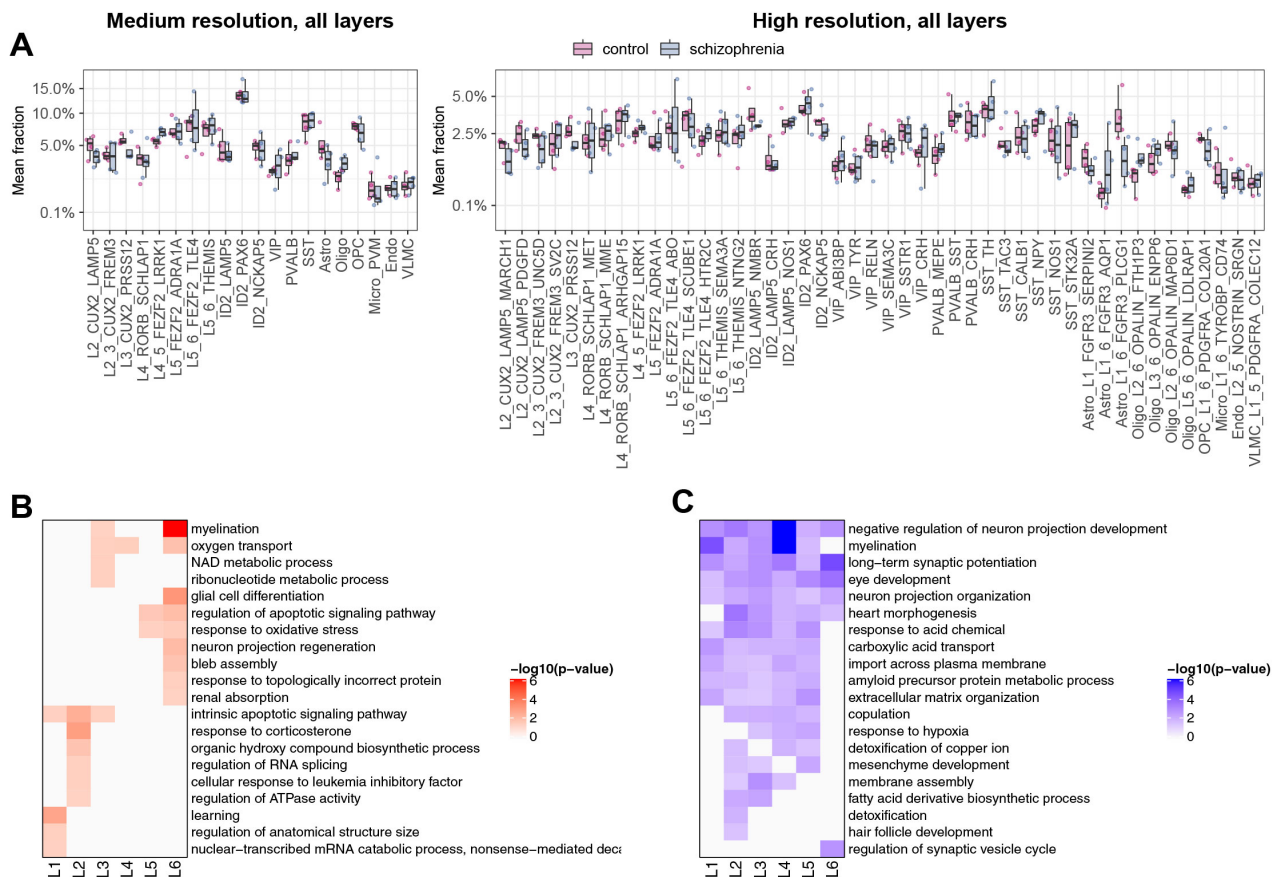 Medium resolution, all layers
High resolution, all layers
A
control
schizophrenia
Mean fraction
15.0%
10.0%
5.0%
0.1%
L2_CUX2_LAMP5
L2_3_CUX2_FREM3
L3_CUX2_PRSS12
L4_RORB_SCHLAP1
L4_5_FEZF2_LRRK1
L5_FEZF2_ADRA1A
L5_6_FEZF2_TLE4
L5_6_THEMIS
ID2_LAMP5
ID2_PAX6
ID2_NCKAP5
VIP
PVALB
SST
Astro
Oligo
OPC
Micro_PVM
Endo
VLMC
Mean fraction
5.0%
2.5%
0.1%
L2_CUX2_LAMP5_MARCH1
L2_CUX2_LAMP5_PDGFD
L2_3_CUX2_FREM3_UNC5D
L2_3_CUX2_FREM3_SV2C
L3_CUX2_PRSS12
L4_RORB_SCHLAP1_MET
L4_RORB_SCHLAP1_MME
L4_RORB_SCHLAP1_ARHGAP15
L4_5_FEZF2_LRRK1
L5_FEZF2_ADRA1A
L5_6_FEZF2_TLE4_ABO
L5_6_FEZF2_TLE4_SCUBE1
L5_6_FEZF2_TLE4_HTR2C
L5_6_THEMIS_SEMA3A
L5_6_THEMIS_NTNG2
ID2_LAMP5_NMBR
ID2_LAMP5_CRH
ID2_LAMP5_NOS1
ID2_PAX6
ID2_NCKAP5
VIP_ABI3BP
VIP_TYR
VIP_RELN
VIP_SEMA3C
VIP_SSTR1
VIP_CRH
PVALB_MEPE
PVALB_SST
PVALB_CRH
SST_TH
SST_TAC3
SST_CALB1
SST_NPY
SST_NOS1
SST_STK32A
Astro_L1_FGFR3_SERPINI2
Astro_L1_6_FGFR3_AQP1
Astro_L1_6_FGFR3_PLCG1
Oligo_L2_6_OPALIN_FTH1P3
Oligo_L3_6_OPALIN_ENPP6
Oligo_L2_6_OPALIN_MAP6D1
Oligo_L5_6_OPALIN_LDLRAP1
OPC_L1_6_PDGFRA_COL20A1
Micro_L1_6_TYROBP_CD74
Endo_L2_5_NOSTRIN_SRGN
VLMC_L1_5_PDGFRA_COLEC12
B
myelination
oxygen transport
NAD metabolic process
ribonucleotide metabolic process
glial cell differentiation
regulation of apoptotic signaling pathway
response to oxidative stress
neuron projection regeneration
bleb assembly
response to topologically incorrect protein
renal absorption
intrinsic apoptotic signaling pathway
response to corticosterone
organic hydroxy compound biosynthetic process
regulation of RNA splicing
cellular response to leukemia inhibitory factor
regulation of ATPase activity
learning
regulation of anatomical structure size
nuclear−transcribed mRNA catabolic process, nonsense−mediated deca
L1
L2
L3
L4
L5
L6
−log10(p−value)
6
4
2
0
C
negative regulation of neuron projection development
myelination
long−term synaptic potentiation
eye development
neuron projection organization
heart morphogenesis
response to acid chemical
carboxylic acid transport
import across plasma membrane
amyloid precursor protein metabolic process
extracellular matrix organization
copulation
response to hypoxia
detoxification of copper ion
mesenchyme development
membrane assembly
fatty acid derivative biosynthetic process
detoxification
hair follicle development
regulation of synaptic vesicle cycle
L1
L2
L3
L4
L5
L6
−log10(p−value)
6
4
2
0